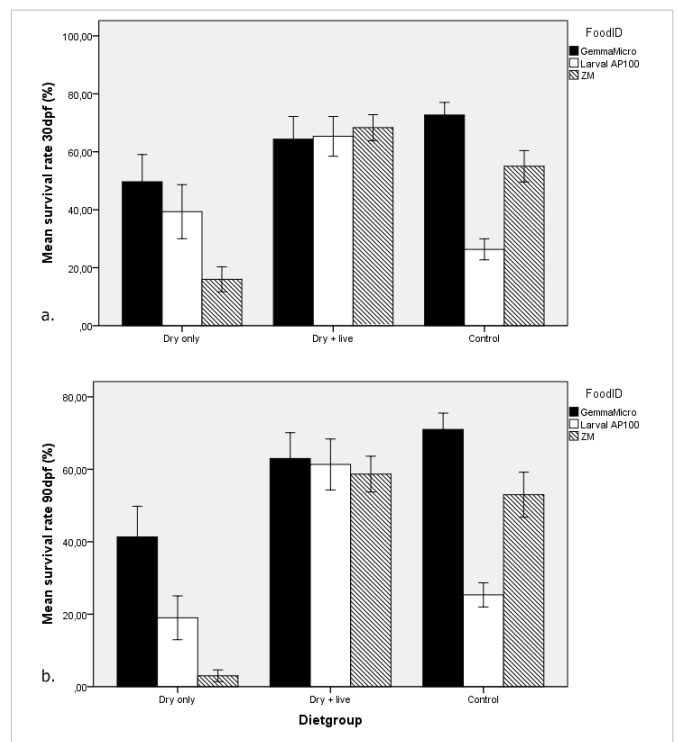 FoodID
GemmaMicro
Larval AP100
ZM
Mean survival rate 30dpf (%)
100,00
80,00
60,00
40,00
20,00
,00
a.
Dry only
Dry + live
Control
FoodID
GemmaMicro
Larval AP100
ZM
Mean survival rate 90dpf (%)
80,00
60,00
40,00
20,00
,00
b.
Dry only
Dry + live
Control
Dietgroup